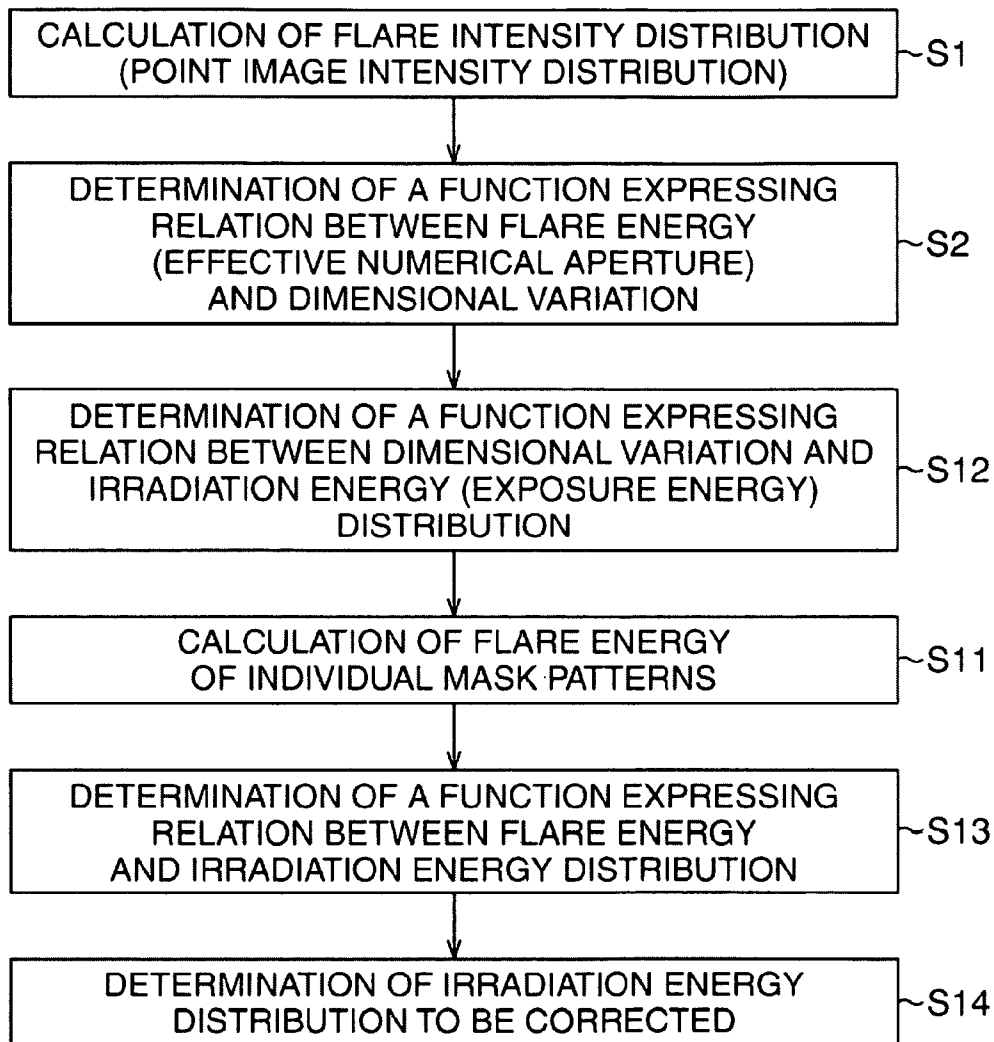 CALCULATION OF FLARE INTENSITY DISTRIBUTION
(POINT IMAGE INTENSITY DISTRIBUTION)
~S1
DETERMINATION OF A FUNCTION EXPRESSING
RELATION BETWEEN FLARE ENERGY
(EFFECTIVE NUMERICAL APERTURE)
AND DIMENSIONAL VARIATION
~S2
DETERMINATION OF A FUNCTION EXPRESSING
RELATION BETWEEN DIMENSIONAL VARIATION AND
IRRADIATION ENERGY (EXPOSURE ENERGY)
DISTRIBUTION
~S12
CALCULATION OF FLARE ENERGY
OF INDIVIDUAL MASK PATTERNS
~S11
DETERMINATION OF A FUNCTION EXPRESSING
RELATION BETWEEN FLARE ENERGY
AND IRRADIATION ENERGY DISTRIBUTION
~S13
DETERMINATION OF IRRADIATION ENERGY
DISTRIBUTION TO BE CORRECTED
~S14